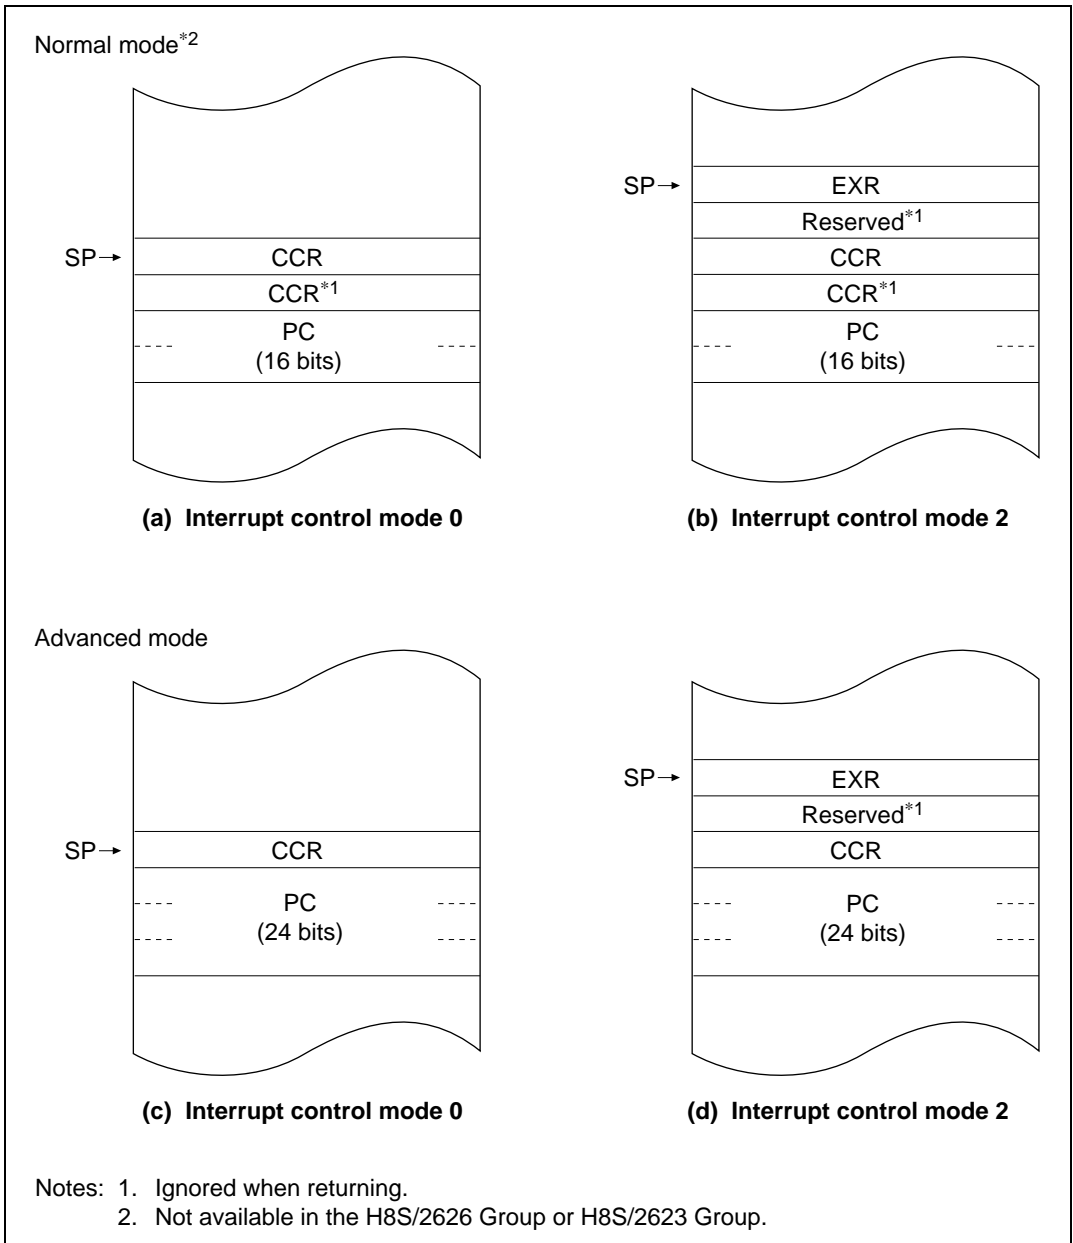 Normal mode*2
SP→
CCR
CCR*1
PC
(16 bits)
(a) Interrupt control mode 0
SP→
EXR
Reserved*1
CCR
CCR*1
PC
(16 bits)
(b) Interrupt control mode 2
Advanced mode
SP→
CCR
PC
(24 bits)
(c) Interrupt control mode 0
SP→
EXR
Reserved*1
CCR
PC
(24 bits)
(d) Interrupt control mode 2
Notes: 1. Ignored when returning.
2. Not available in the H8S/2626 Group or H8S/2623 Group.